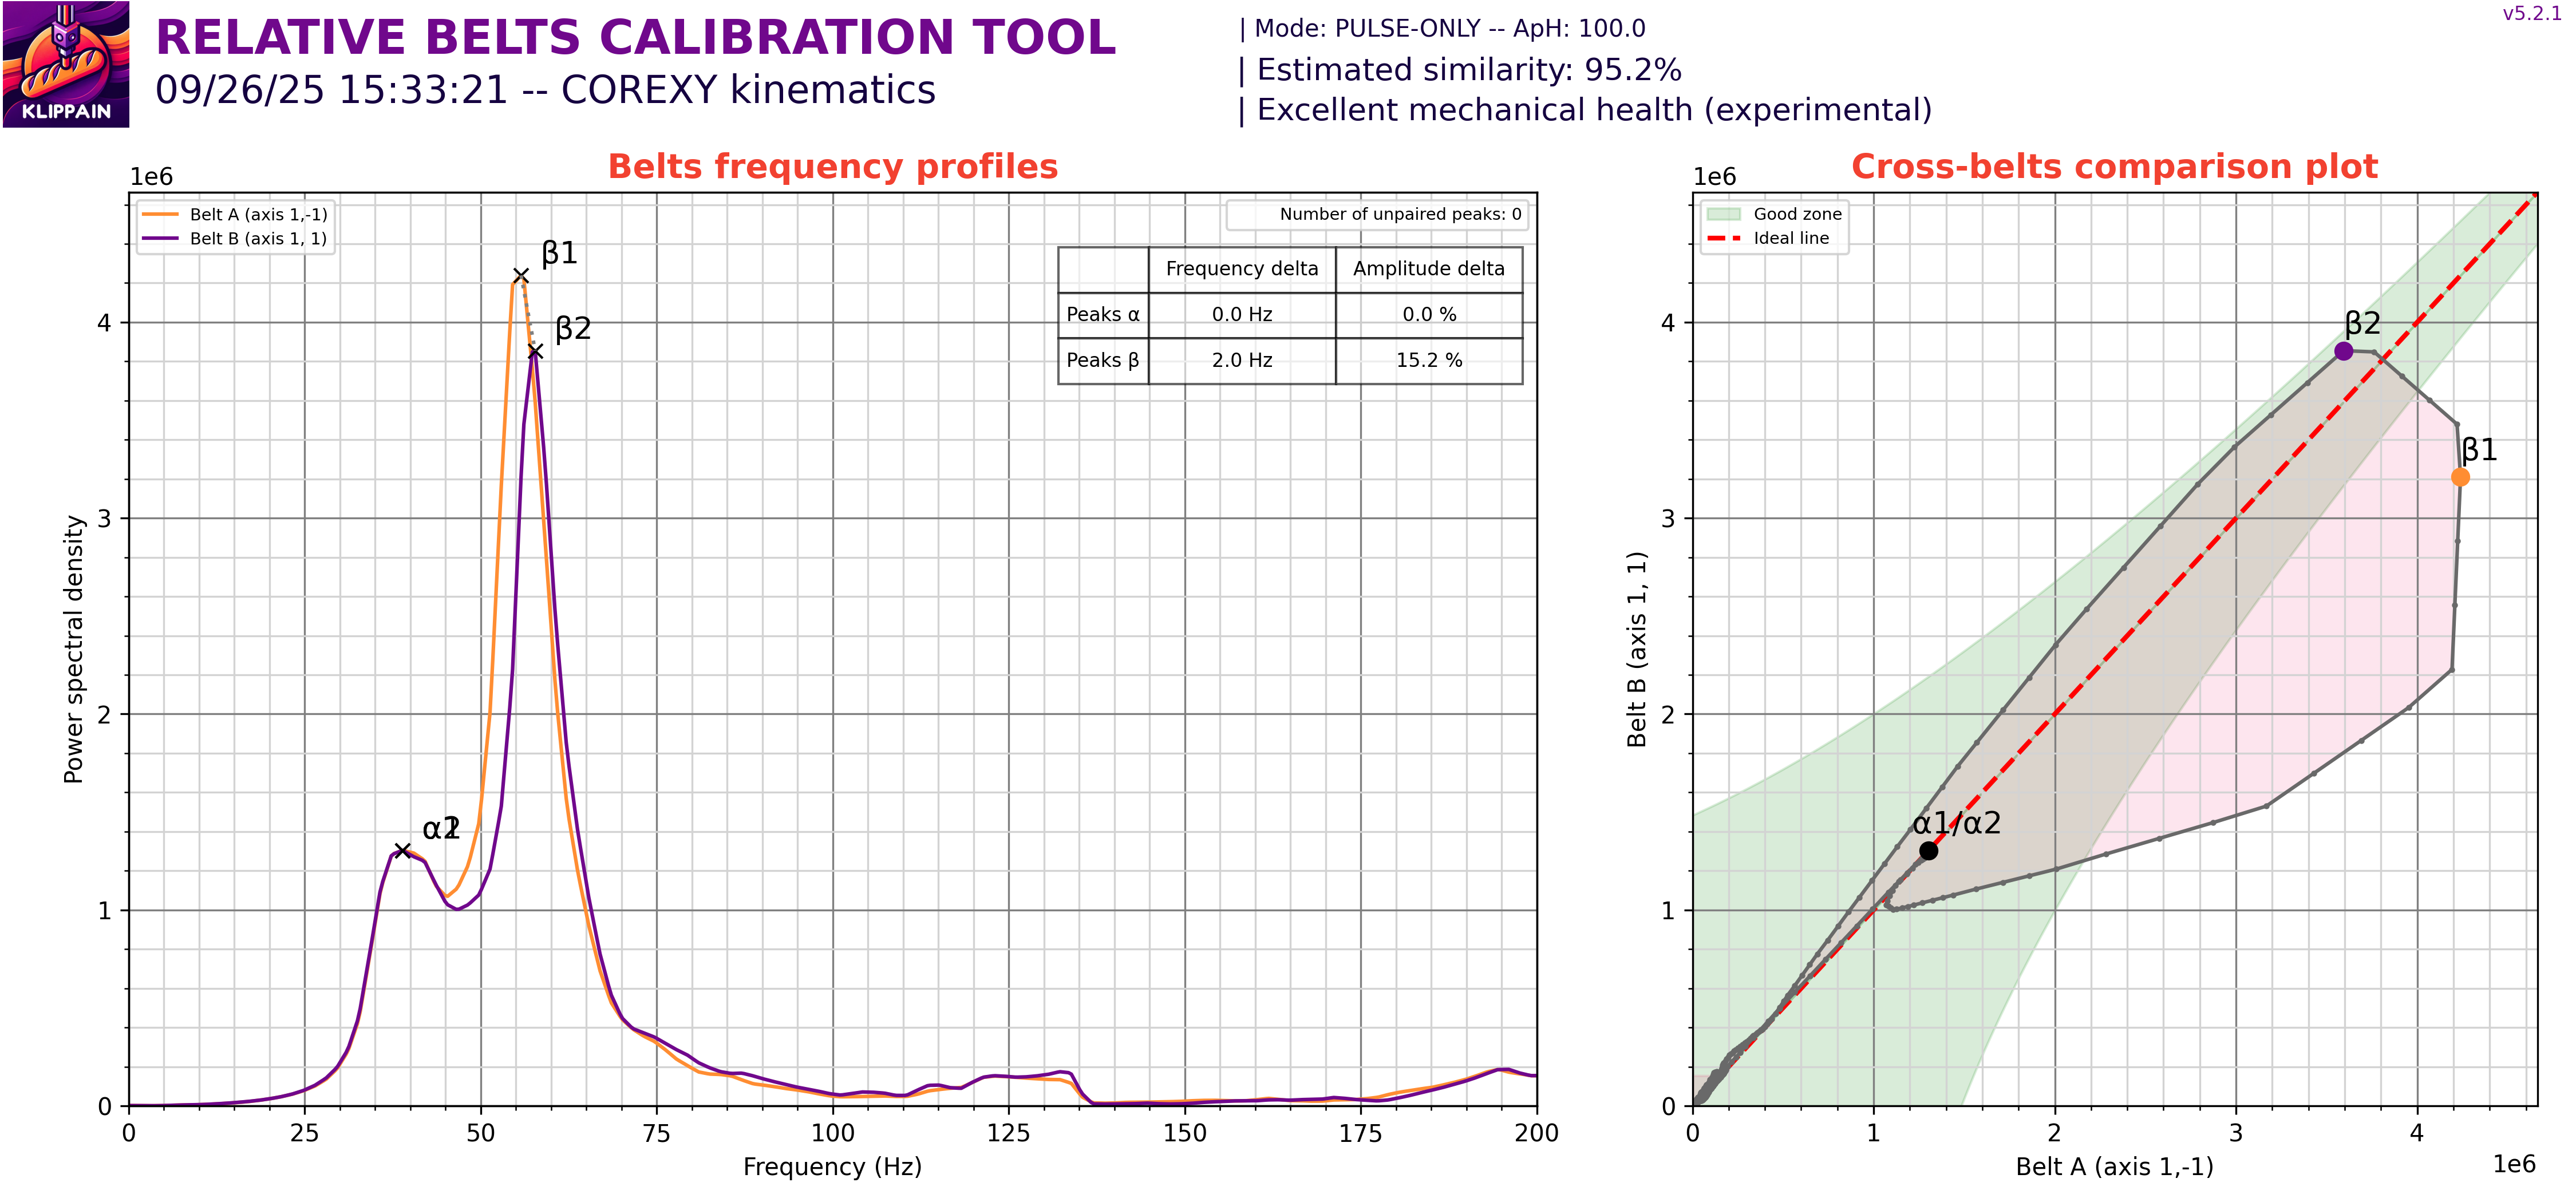 KLIPPAIN
RELATIVE BELTS CALIBRATION TOOL
09/26/25 15:33:21 -- COREXY kinematics
| Mode: PULSE-ONLY -- ApH: 100.0
| Estimated similarity: 95.2%
| Excellent mechanical health (experimental)
v5.2.1
Belts frequency profiles
1e6
Belt A (axis 1,-1)
Belt B (axis 1, 1)
Number of unpaired peaks: 0
Frequency delta Amplitude delta
Peaks α 0.0 Hz 0.0 %
Peaks β 2.0 Hz 15.2 %
β1
β2
α2
Power spectral density
4
3
2
1
0
0 25 50 75 100 125 150 175 200
Frequency (Hz)
Cross-belts comparison plot
1e6
Good zone
Ideal line
β2
β1
α1/α2
Belt B (axis 1, 1)
4
3
2
1
0
0 1 2 3 4
Belt A (axis 1,-1)
1e6